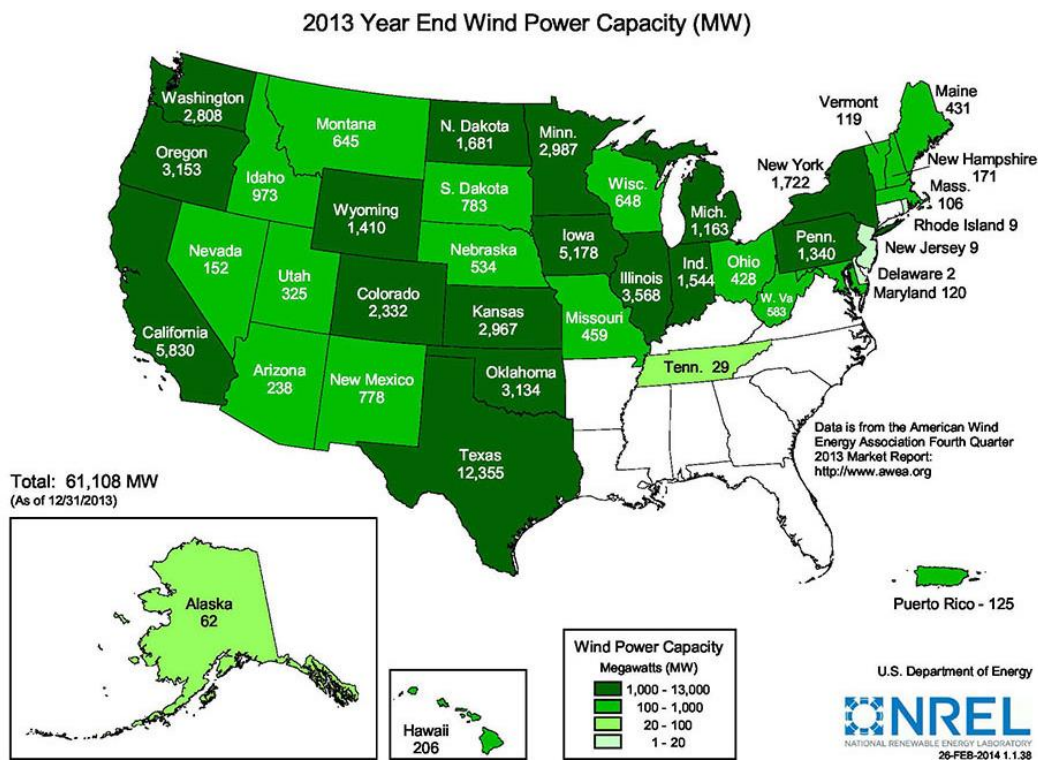 2013 Year End Wind Power Capacity (MW)
Washington
2,808
Oregon
3,153
California
5,830
Nevada
152
Idaho
973
Montana
645
Wyoming
1,410
Utah
325
Colorado
2,332
Arizona
238
New Mexico
778
N. Dakota
1,681
S. Dakota
783
Nebraska
534
Kansas
2,967
Oklahoma
3,134
Texas
12,355
Minn.
2,987
Iowa
5,178
Missouri
459
Wisc.
648
Illinois
3,568
Mich.
1,163
Ind.
1,544
Ohio
428
W. Va
583
Tenn. 29
Penn.
1,340
New York
1,722
Vermont
119
Maine
431
New Hampshire
171
Mass.
106
Rhode Island 9
New Jersey 9
Delaware 2
Maryland 120
Data is from the American Wind
Energy Association Fourth Quarter
2013 Market Report:
http://www.awea.org
Total: 61,108 MW
(As of 12/31/2013)
Alaska
62
Hawaii
206
Puerto Rico - 125
Wind Power Capacity
Megawatts (MW)
1,000 - 13,000
100 - 1,000
20 - 100
1 - 20
U.S. Department of Energy
NREL
NATIONAL RENEWABLE ENERGY LABORATORY
26-FEB-2014 1.1.38